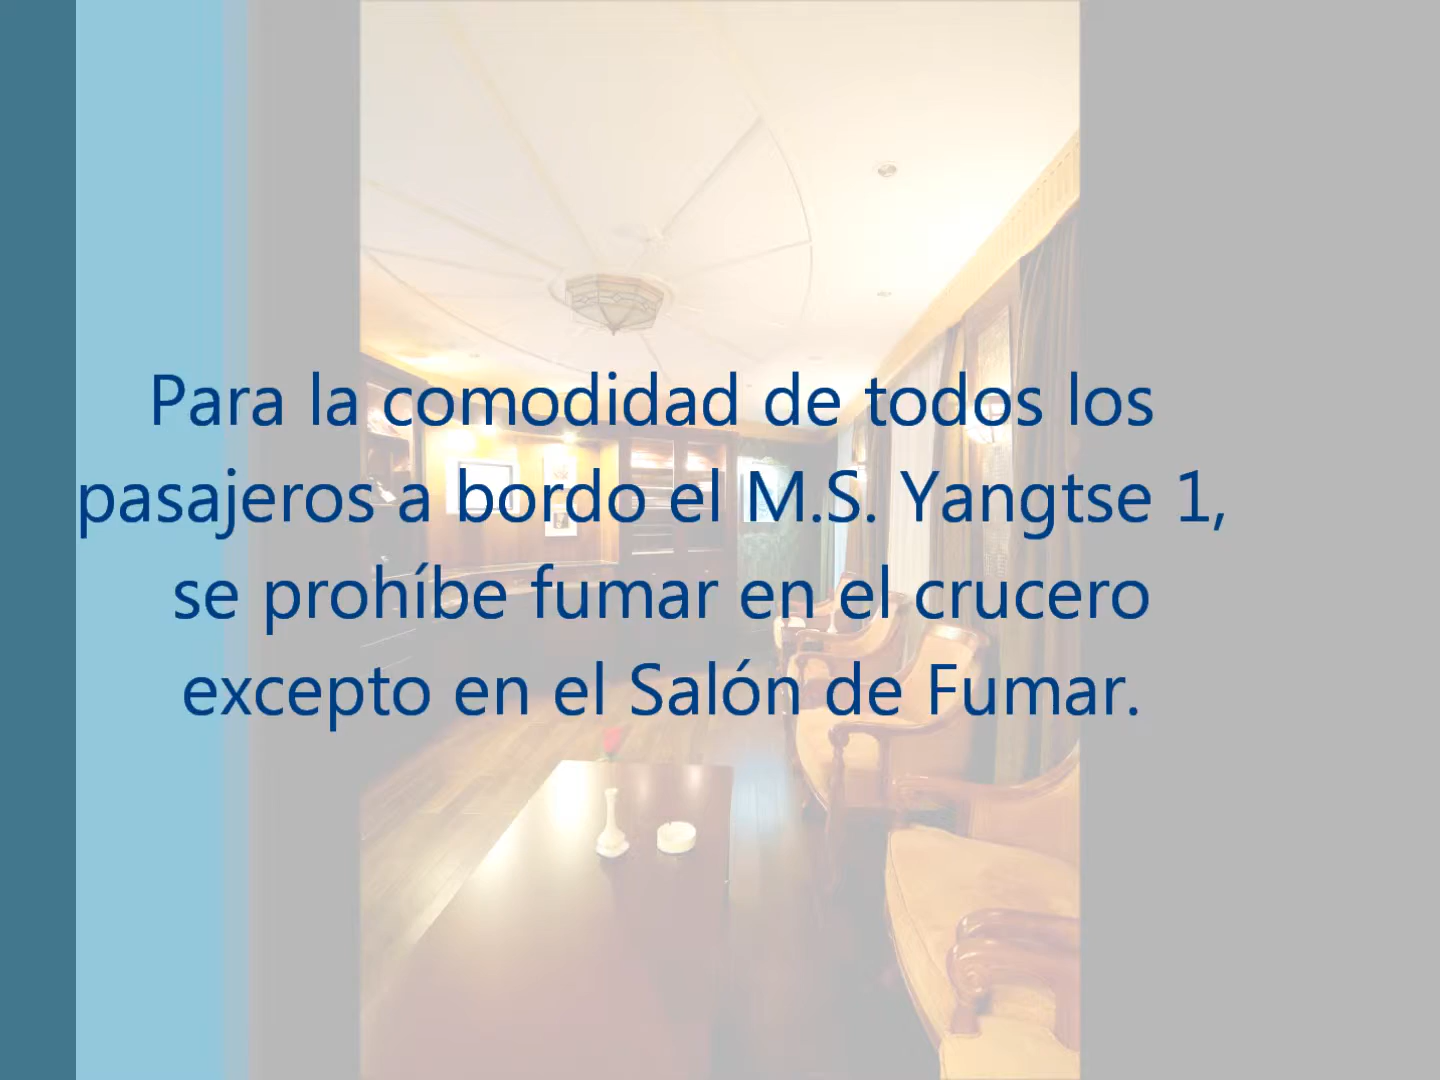 Para la comodidad de todos los
pasajeros a bordo el M.S. Yangtse 1,
se prohíbe fumar en el crucero
excepto en el Salón de Fumar.